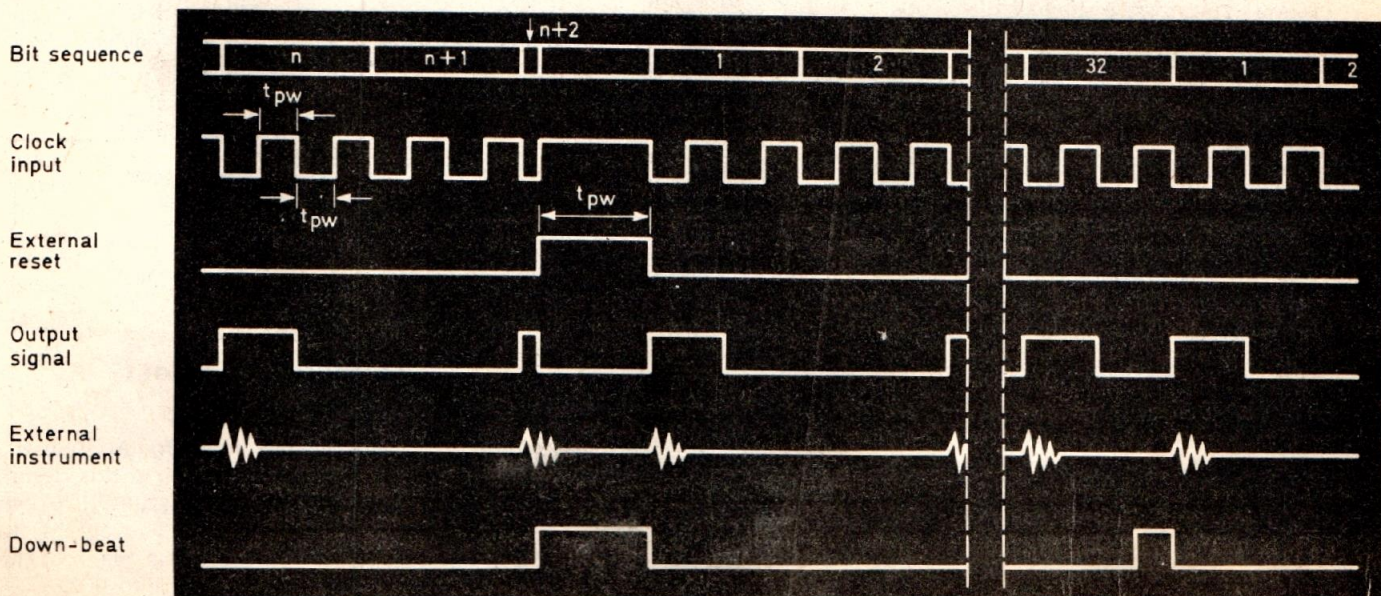 Bit sequence
n
n+1
n+2
1
2
32
1
2
Clock
input
tpw
tpw
External
reset
tpw
Output
signal
External
instrument
Down-beat